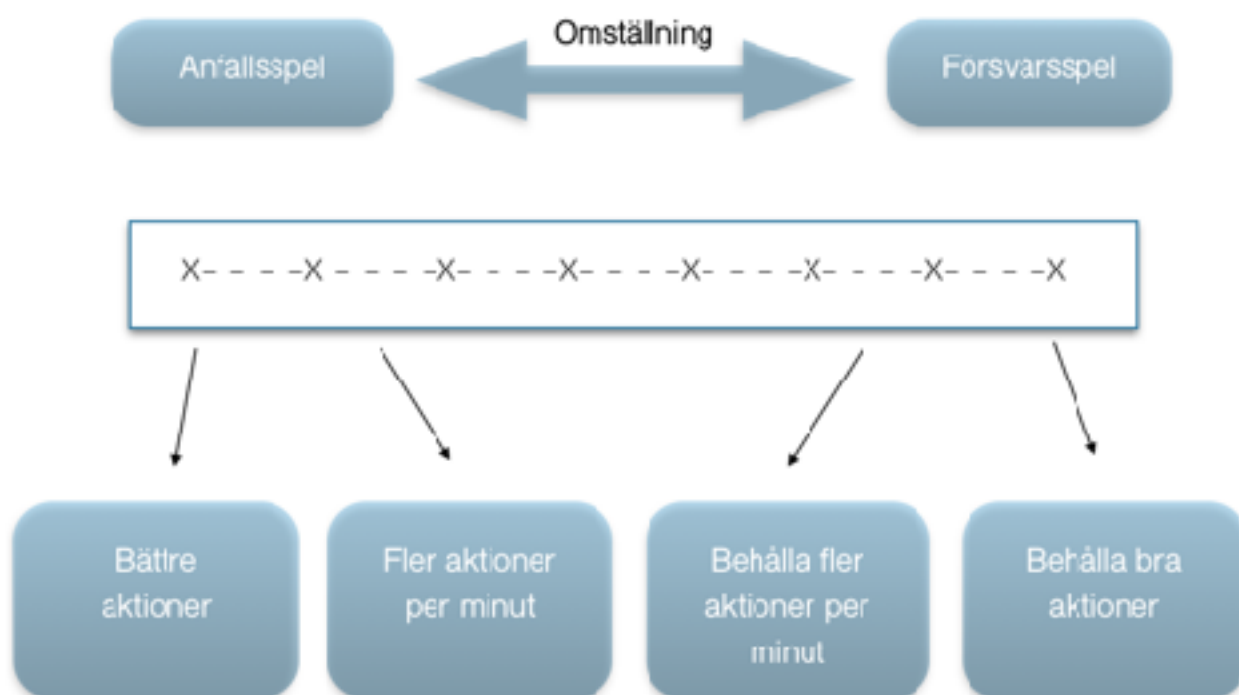 Omställning
Anfallsspel
Försvarsspel
X- - - - -X - - - - -X- - - - -X- - - - -X- - - - -X- - - - -X- - - - -X
Bättre
aktioner
Fler aktioner
per minut
Behålla fler
aktioner per
minut
Behålla bra
aktioner